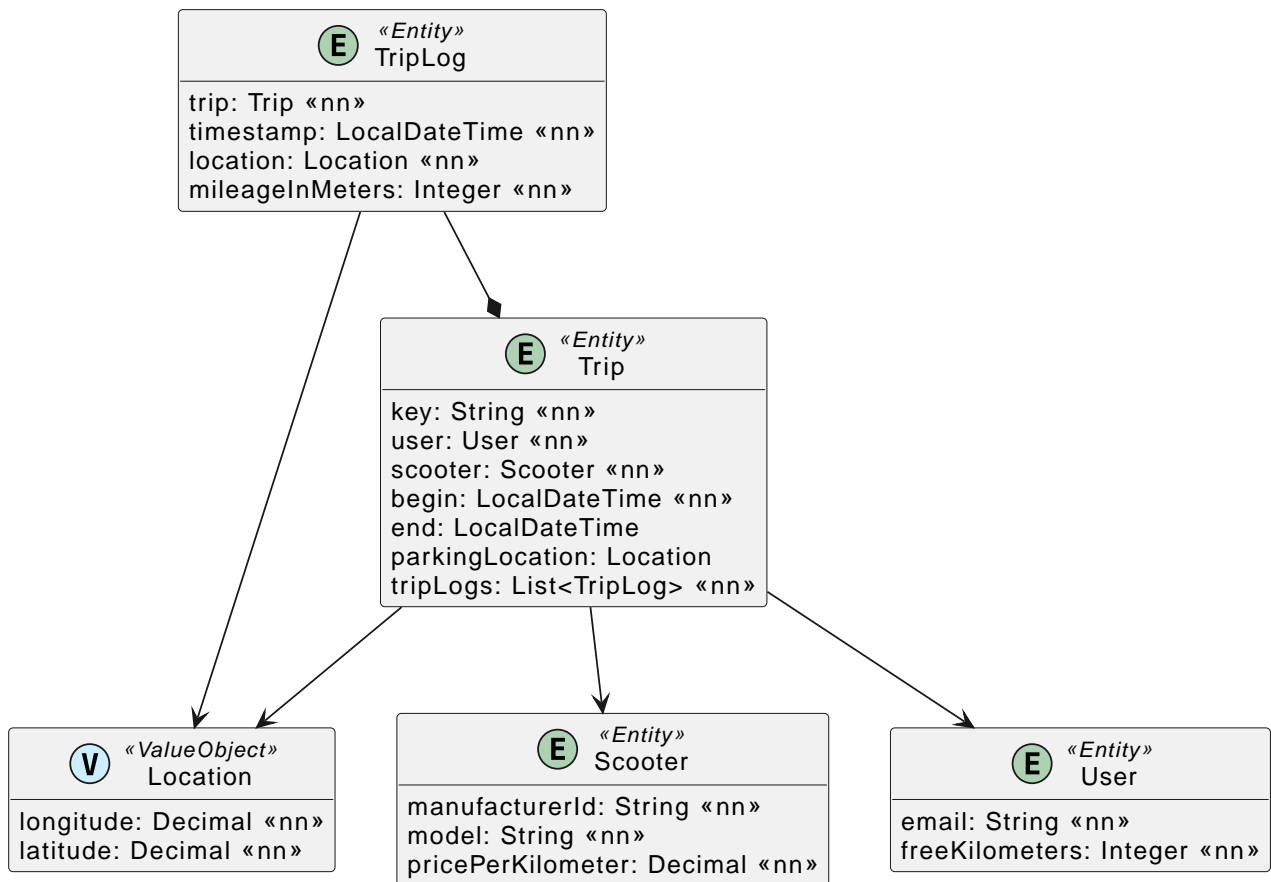 E «Entity»
TripLog
trip: Trip «nn»
timestamp: LocalDateTime «nn»
location: Location «nn»
mileageInMeters: Integer «nn»
E «Entity»
Trip
key: String «nn»
user: User «nn»
scooter: Scooter «nn»
begin: LocalDateTime «nn»
end: LocalDateTime
parkingLocation: Location
tripLogs: List<TripLog> «nn»
V «ValueObject»
Location
longitude: Decimal «nn»
latitude: Decimal «nn»
E «Entity»
Scooter
manufacturerId: String «nn»
model: String «nn»
pricePerKilometer: Decimal «nn»
E «Entity»
User
email: String «nn»
freeKilometers: Integer «nn»